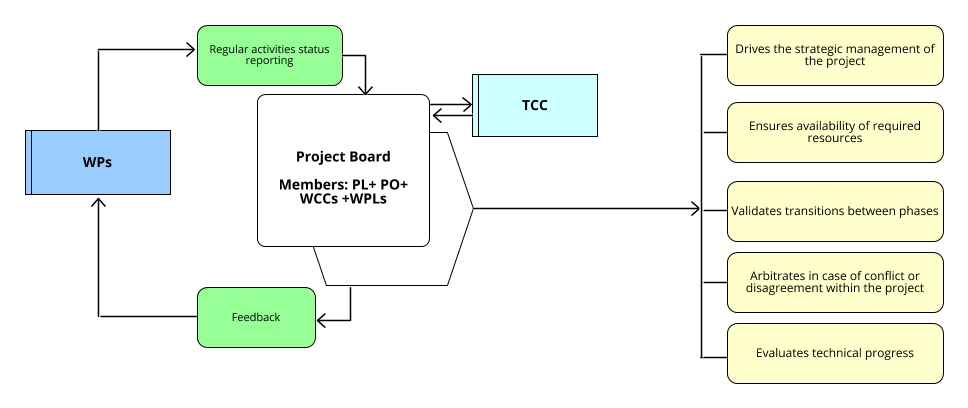 Regular activities status
reporting
WPs
Project Board
Members: PL+ PO+
WCCs +WPLs
TCC
Feedback
Drives the strategic management of
the project
Ensures availability of required
resources
Validates transitions between phases
Arbitrates in case of conflict or
disagreement within the project
Evaluates technical progress